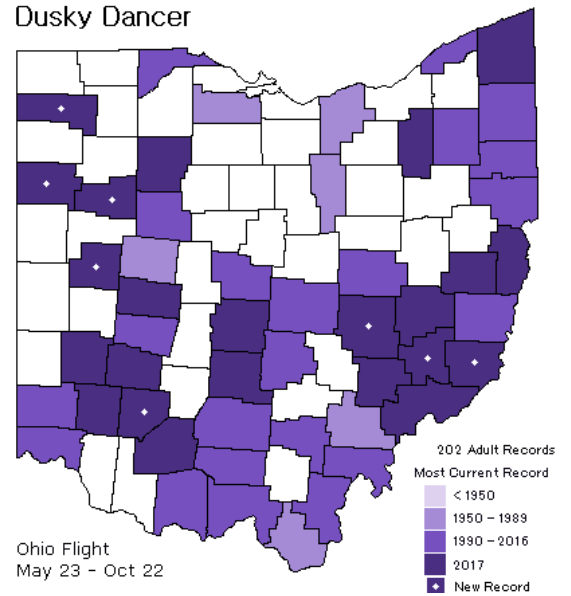 Dusky Dancer
202 Adult Records
Most Current Record
< 1950
1950 - 1989
1990 - 2016
2017
New Record
Ohio Flight
May 23 - Oct 22